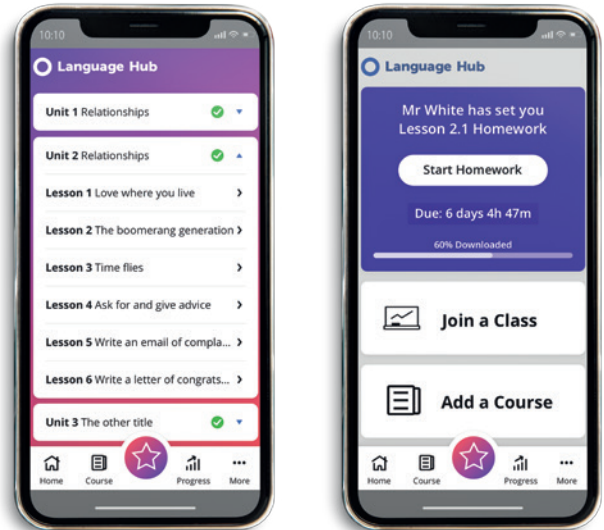 10:10
Language Hub
Unit 1 Relationships
Unit 2 Relationships
Lesson 1 Love where you live
Lesson 2 The boomerang generation
Lesson 3 Time flies
Lesson 4 Ask for and give advice
Lesson 5 Write an email of compla...
Lesson 6 Write a letter of congrats...
Unit 3 The other title
Home Course Progress More
10:10
Language Hub
Mr White has set you
Lesson 2.1 Homework
Start Homework
Due: 6 days 4h 47m
60% Downloaded
Join a Class
Add a Course
Home Course Progress More